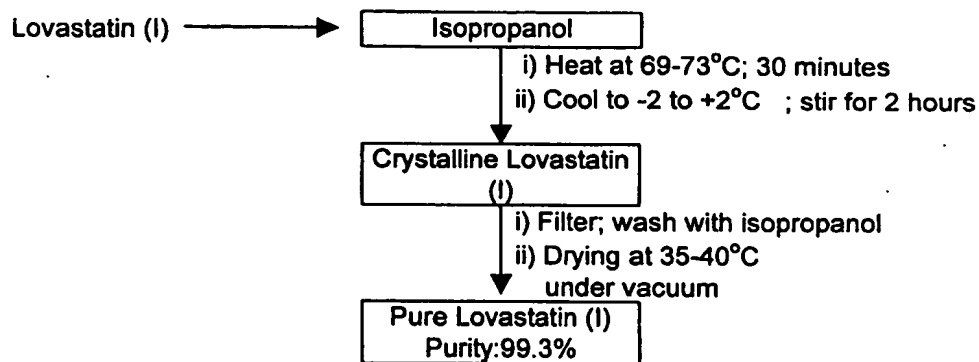 Lovastatin (I)
Isopropanol
i) Heat at 69-73°C; 30 minutes
ii) Cool to -2 to +2°C ; stir for 2 hours
Crystalline Lovastatin
(I)
i) Filter; wash with isopropanol
ii) Drying at 35-40°C
under vacuum
Pure Lovastatin (I)
Purity:99.3%